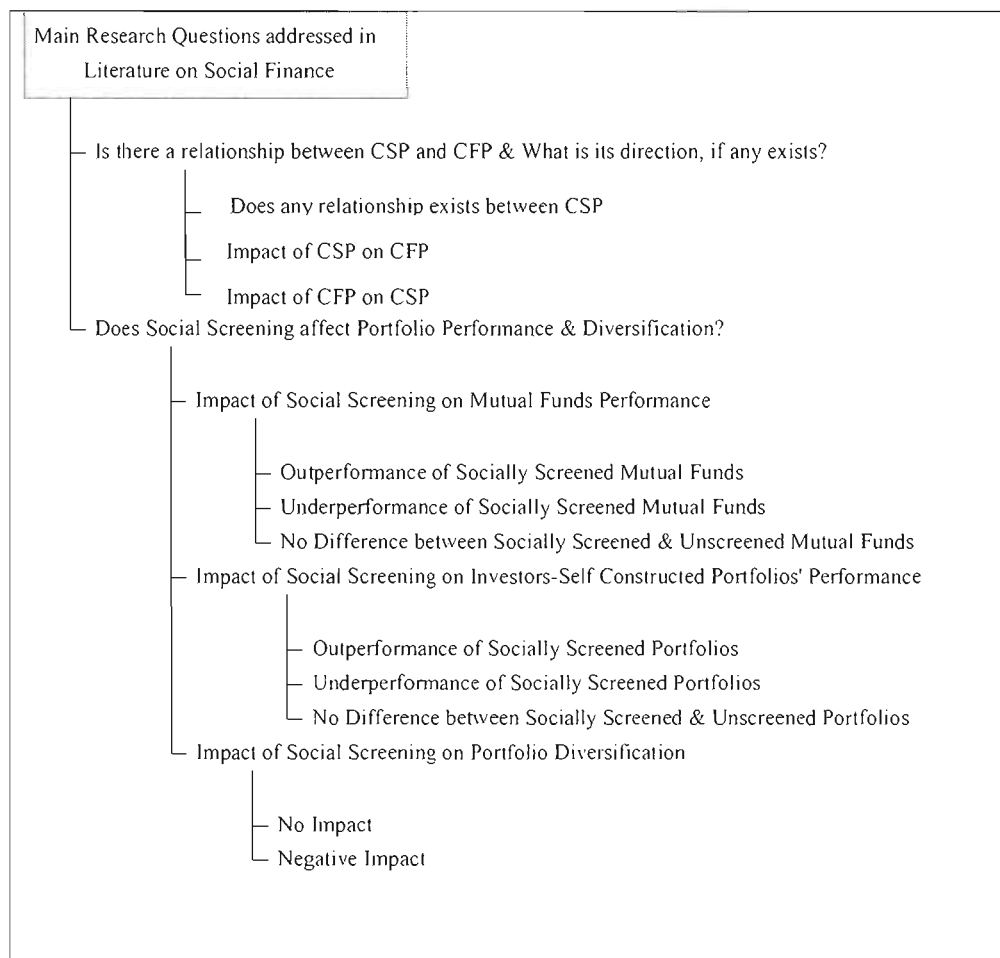 Main Research Questions addressed in
Literature on Social Finance
Is there a relationship between CSP and CFP & What is its direction, if any exists?
Does any relationship exists between CSP
Impact of CSP on CFP
Impact of CFP on CSP
Does Social Screening affect Portfolio Performance & Diversification?
Impact of Social Screening on Mutual Funds Performance
Outperformance of Socially Screened Mutual Funds
Underperformance of Socially Screened Mutual Funds
No Difference between Socially Screened & Unscreened Mutual Funds
Impact of Social Screening on Investors-Self Constructed Portfolios' Performance
Outperformance of Socially Screened Portfolios
Underperformance of Socially Screened Portfolios
No Difference between Socially Screened & Unscreened Portfolios
Impact of Social Screening on Portfolio Diversification
No Impact
Negative Impact